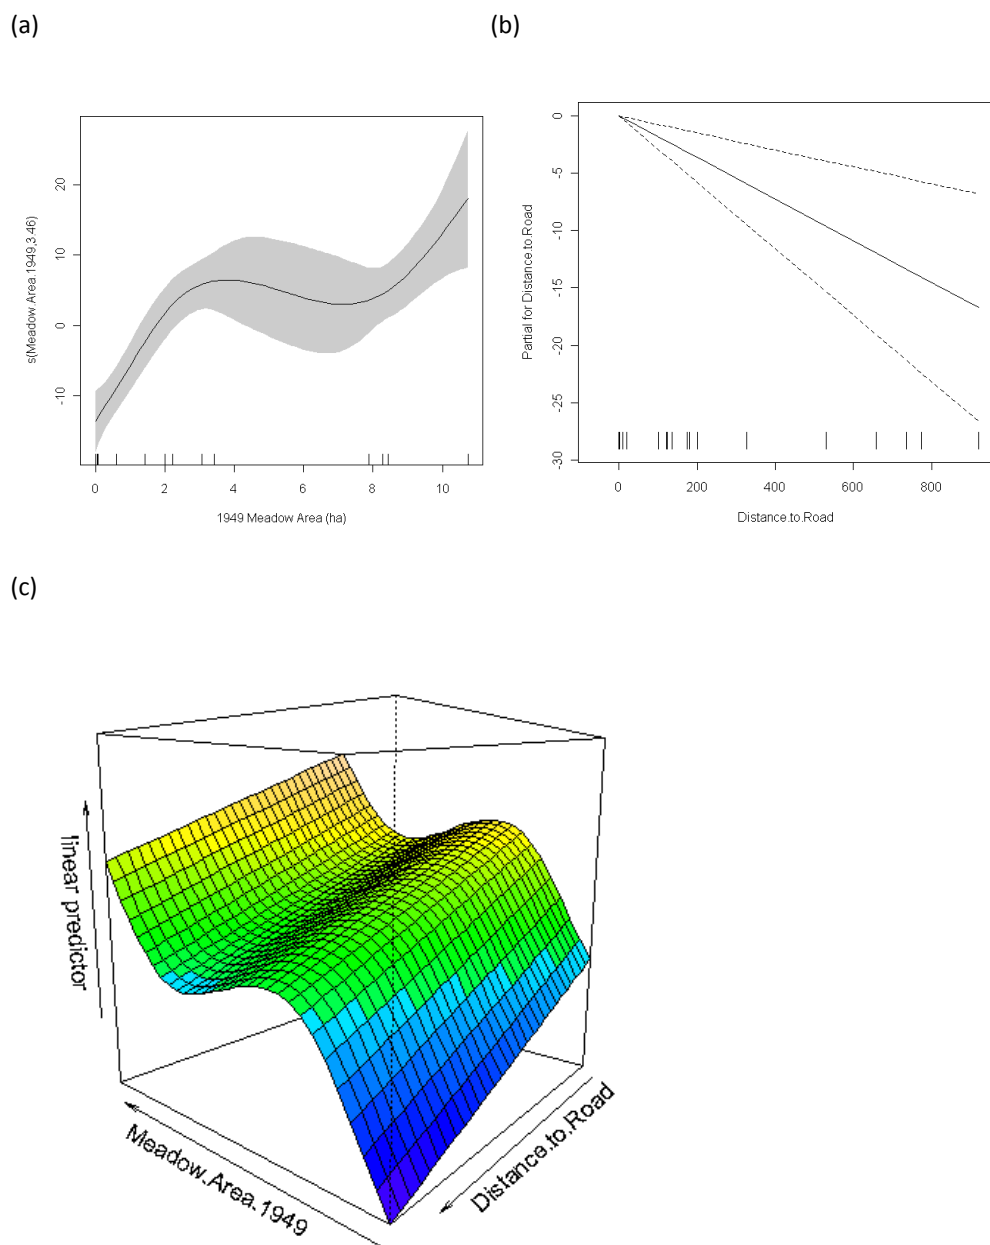 (a)
(b)
s(Meadow.Area.1949,3.46)
20
10
0
-10
0 2 4 6 8 10
1949 Meadow Area (ha)
Partial for Distance.to.Road
0
-5
-10
-15
-20
-25
-30
0 200 400 600 800
Distance.to.Road
(c)
linear predictor
Meadow.Area.1949
Distance.to.Road